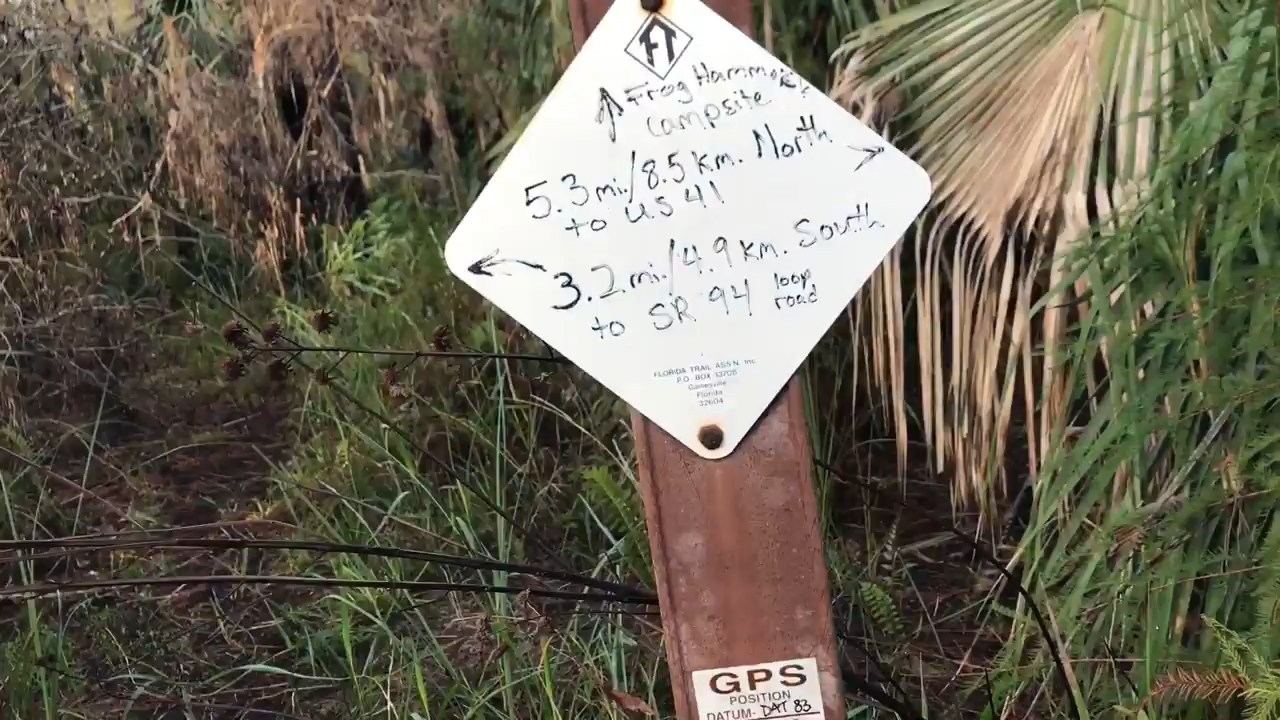 FT
Frog Hammock
campsite
5.3 mi./8.5 km. North
to US 41
3.2 mi./4.9 km. South
to SR 94 loop road
FLORIDA TRAIL ASS'N. Inc
P.O. BOX 13708
Gainesville
Florida
32604
GPS
POSITION
DATUM- DAT 83